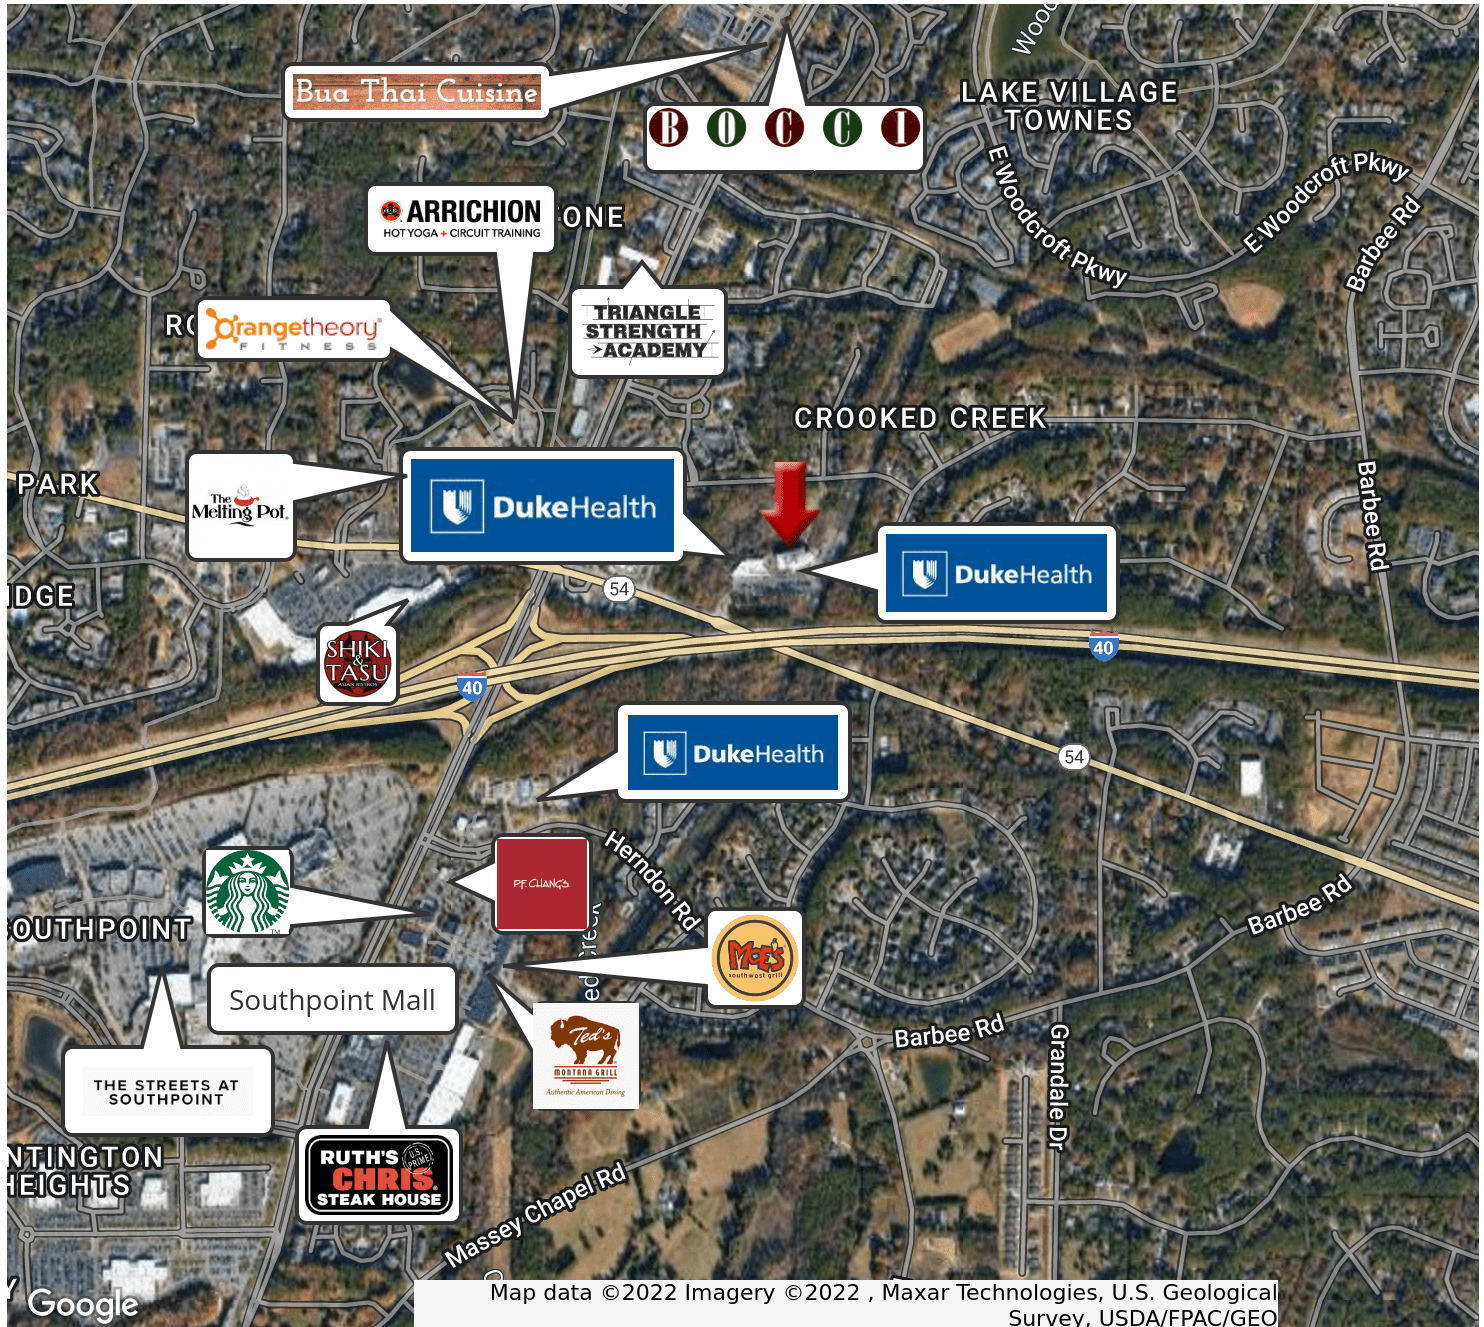 Bua Thai Cuisine
BOCCI
LAKE VILLAGE
TOWNES
E Woodcroft Pkwy
E Woodcroft Pkwy
Barbee Rd
ARRICHION
HOT YOGA + CIRCUIT TRAINING
ONE
Orangetheory®
FITNESS
TRIANGLE
STRENGTH
ACADEMY
CROOKED CREEK
PARK
The
Melting Pot
DukeHealth
54
DukeHealth
Barbee Rd
IDGE
SHIKI
&
TASU
ASIAN BISTROS
40
40
DukeHealth
54
P.F. CHANG'S
Herndon Rd
Barbee Rd
OUTHPOINT
TM
MOE'S
southwest grill
Southpoint Mall
Ted's
MONTANA GRILL
Authentic American Dining
Barbee Rd
Grandale Dr
THE STREETS AT
SOUTHPOINT
NTINGTON
HEIGHTS
RUTH'S
U.S.
PRIME
CHRIS
STEAK HOUSE
Massey Chapel Rd
Google
Map data ©2022 Imagery ©2022 , Maxar Technologies, U.S. Geological
Survey, USDA/FPAC/GEO